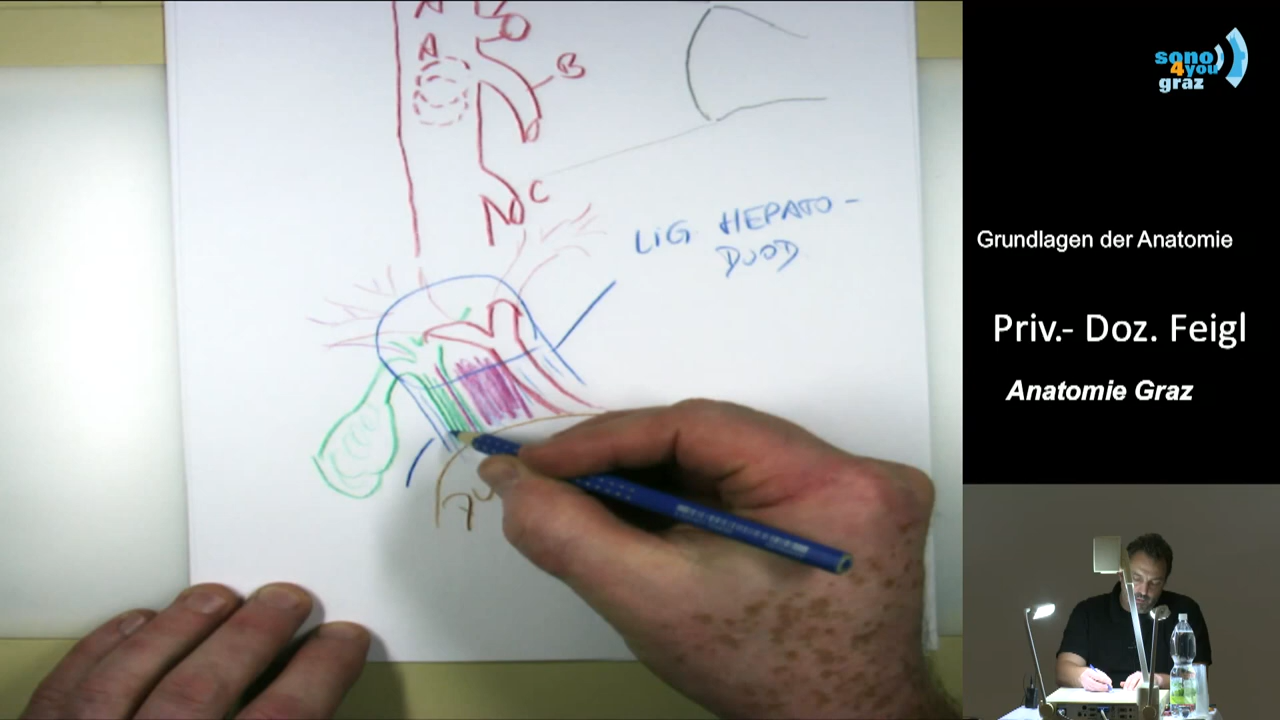 A
A
B
C
LiG HEPATO-
DUOD
sono
4you
graz
Grundlagen der Anatomie
Priv.- Doz. Feigl
Anatomie Graz